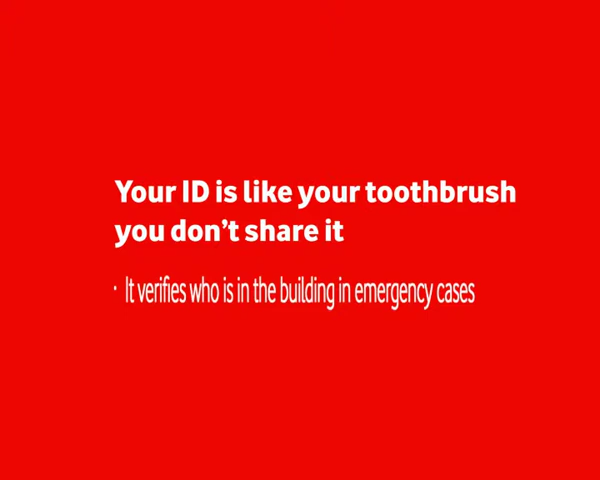 Your ID is like your toothbrush
you don’t share it
· It verifies who is in the building in emergency cases